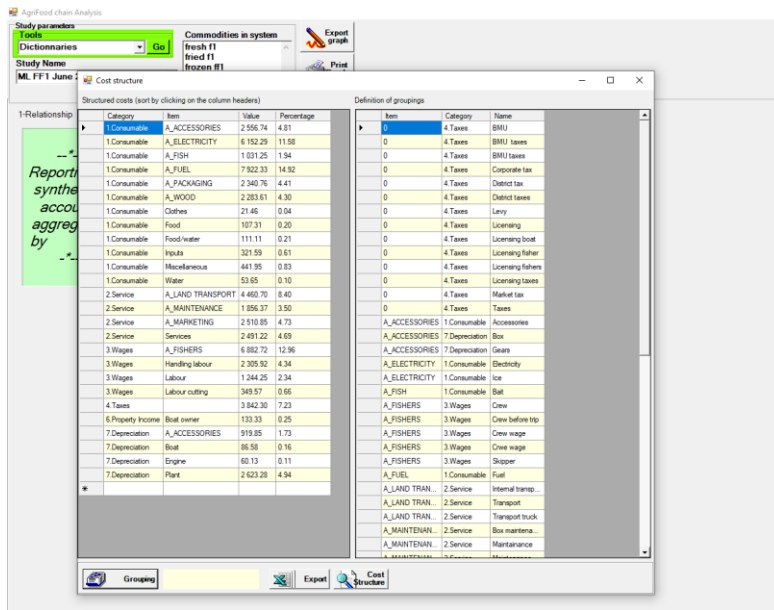 AgriFood chain Analysis
Study parameters
Tools
Dictionnaries Go
Study Name
ML FF1 June 2
Commodities in system
fresh f1
fried f1
frozen ff1
Export graph
Print
1-Relationship
--*-
Reporti
synthe
accou
aggreg
by
-*-
Cost structure
Structured costs (sort by clicking on the column headers)
Category Item Value Percentage
1.Consumable A_ACCESSORIES 2 556.74 4.81
1.Consumable A_ELECTRICITY 6 152.29 11.58
1.Consumable A_FISH 1 031.25 1.94
1.Consumable A_FUEL 7 922.33 14.92
1.Consumable A_PACKAGING 2 340.76 4.41
1.Consumable A_WOOD 2 283.61 4.30
1.Consumable Clothes 21.46 0.04
1.Consumable Food 107.31 0.20
1.Consumable Food/water 111.11 0.21
1.Consumable Inputs 321.59 0.61
1.Consumable Miscellaneous 441.95 0.83
1.Consumable Water 53.65 0.10
2.Service A_LAND TRANSPORT 4 460.70 8.40
2.Service A_MAINTENANCE 1 856.37 3.50
2.Service A_MARKETING 2 510.85 4.73
2.Service Services 2 491.22 4.69
3.Wages A_FISHERS 6 882.72 12.96
3.Wages Handling labour 2 305.92 4.34
3.Wages Labour 1 244.25 2.34
3.Wages Labour cutting 349.57 0.66
4.Taxes 3 842.30 7.23
6.Property Income Boat owner 133.33 0.25
7.Depreciation A_ACCESSORIES 919.85 1.73
7.Depreciation Boat 86.58 0.16
7.Depreciation Engine 60.13 0.11
7.Depreciation Plant 2 623.28 4.94
Definition of groupings
Item Category Name
0 4.Taxes BMU
0 4.Taxes BMU taxes
0 4.Taxes BMU taxes
0 4.Taxes Corporate tax
0 4.Taxes District tax
0 4.Taxes District taxes
0 4.Taxes Levy
0 4.Taxes Licensing
0 4.Taxes Licensing boat
0 4.Taxes Licensing fisher
0 4.Taxes Licensing fishers
0 4.Taxes Licensing taxes
0 4.Taxes Market tax
0 4.Taxes Taxes
A_ACCESSORIES 1.Consumable Accessories
A_ACCESSORIES 7.Depreciation Box
A_ACCESSORIES 7.Depreciation Gears
A_ELECTRICITY 1.Consumable Electricity
A_ELECTRICITY 1.Consumable Ice
A_FISH 1.Consumable Bait
A_FISHERS 3.Wages Crew
A_FISHERS 3.Wages Crew before trip
A_FISHERS 3.Wages Crew wage
A_FISHERS 3.Wages Crwe wage
A_FISHERS 3.Wages Skipper
A_FUEL 1.Consumable Fuel
A_LAND TRAN... 2.Service Internal transp...
A_LAND TRAN... 2.Service Transport
A_LAND TRAN... 2.Service Transport truck
A_MAINTENAN... 2.Service Box maintena...
A_MAINTENAN... 2.Service Maintainance
Grouping Export Cost Structure